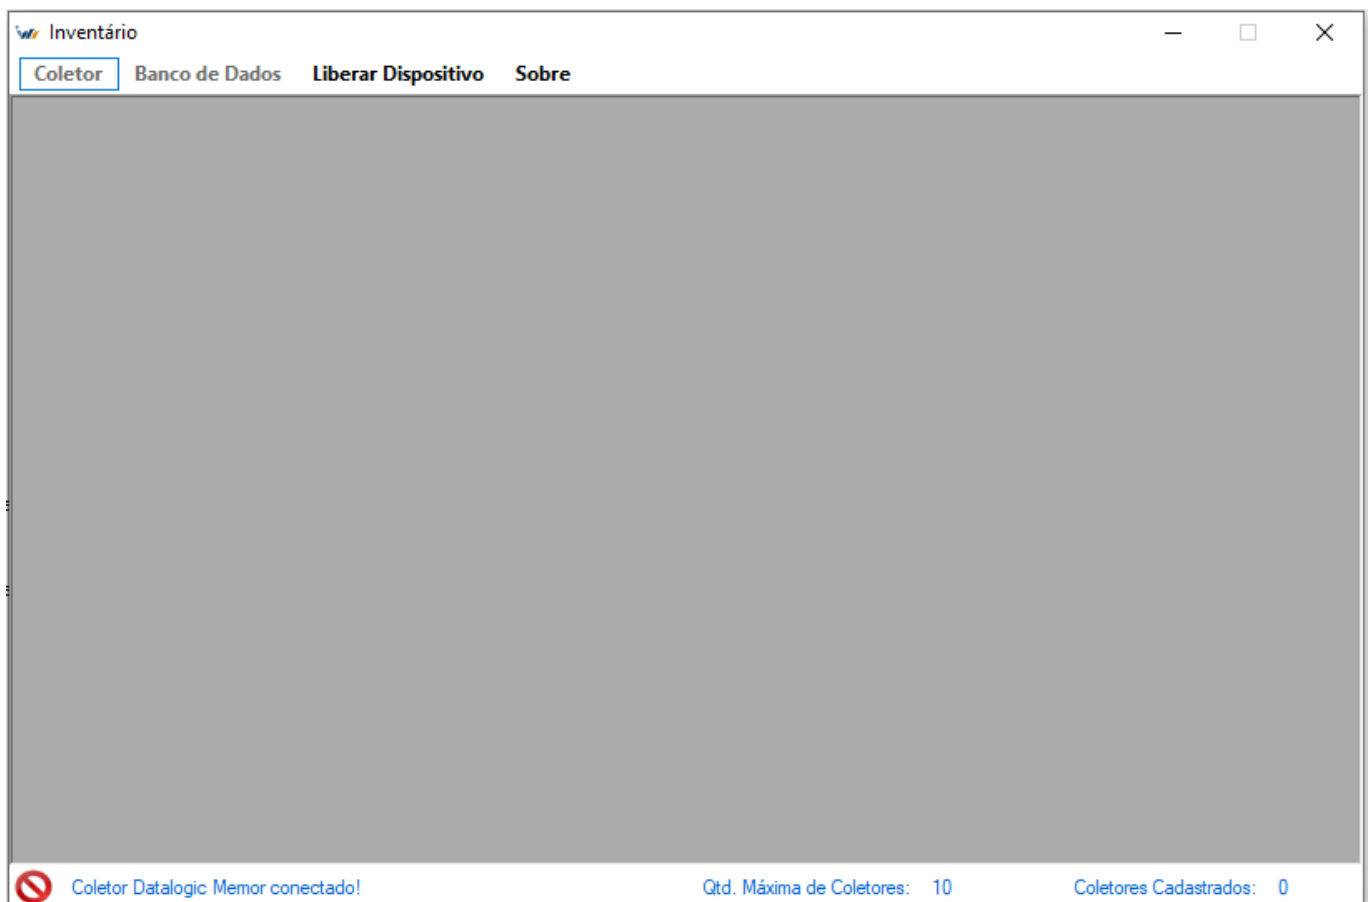 Inventário
Coletor Banco de Dados Liberar Dispositivo Sobre
Coletor Datalogic Memor conectado! Qtd. Máxima de Coletores: 10 Coletores Cadastrados: 0